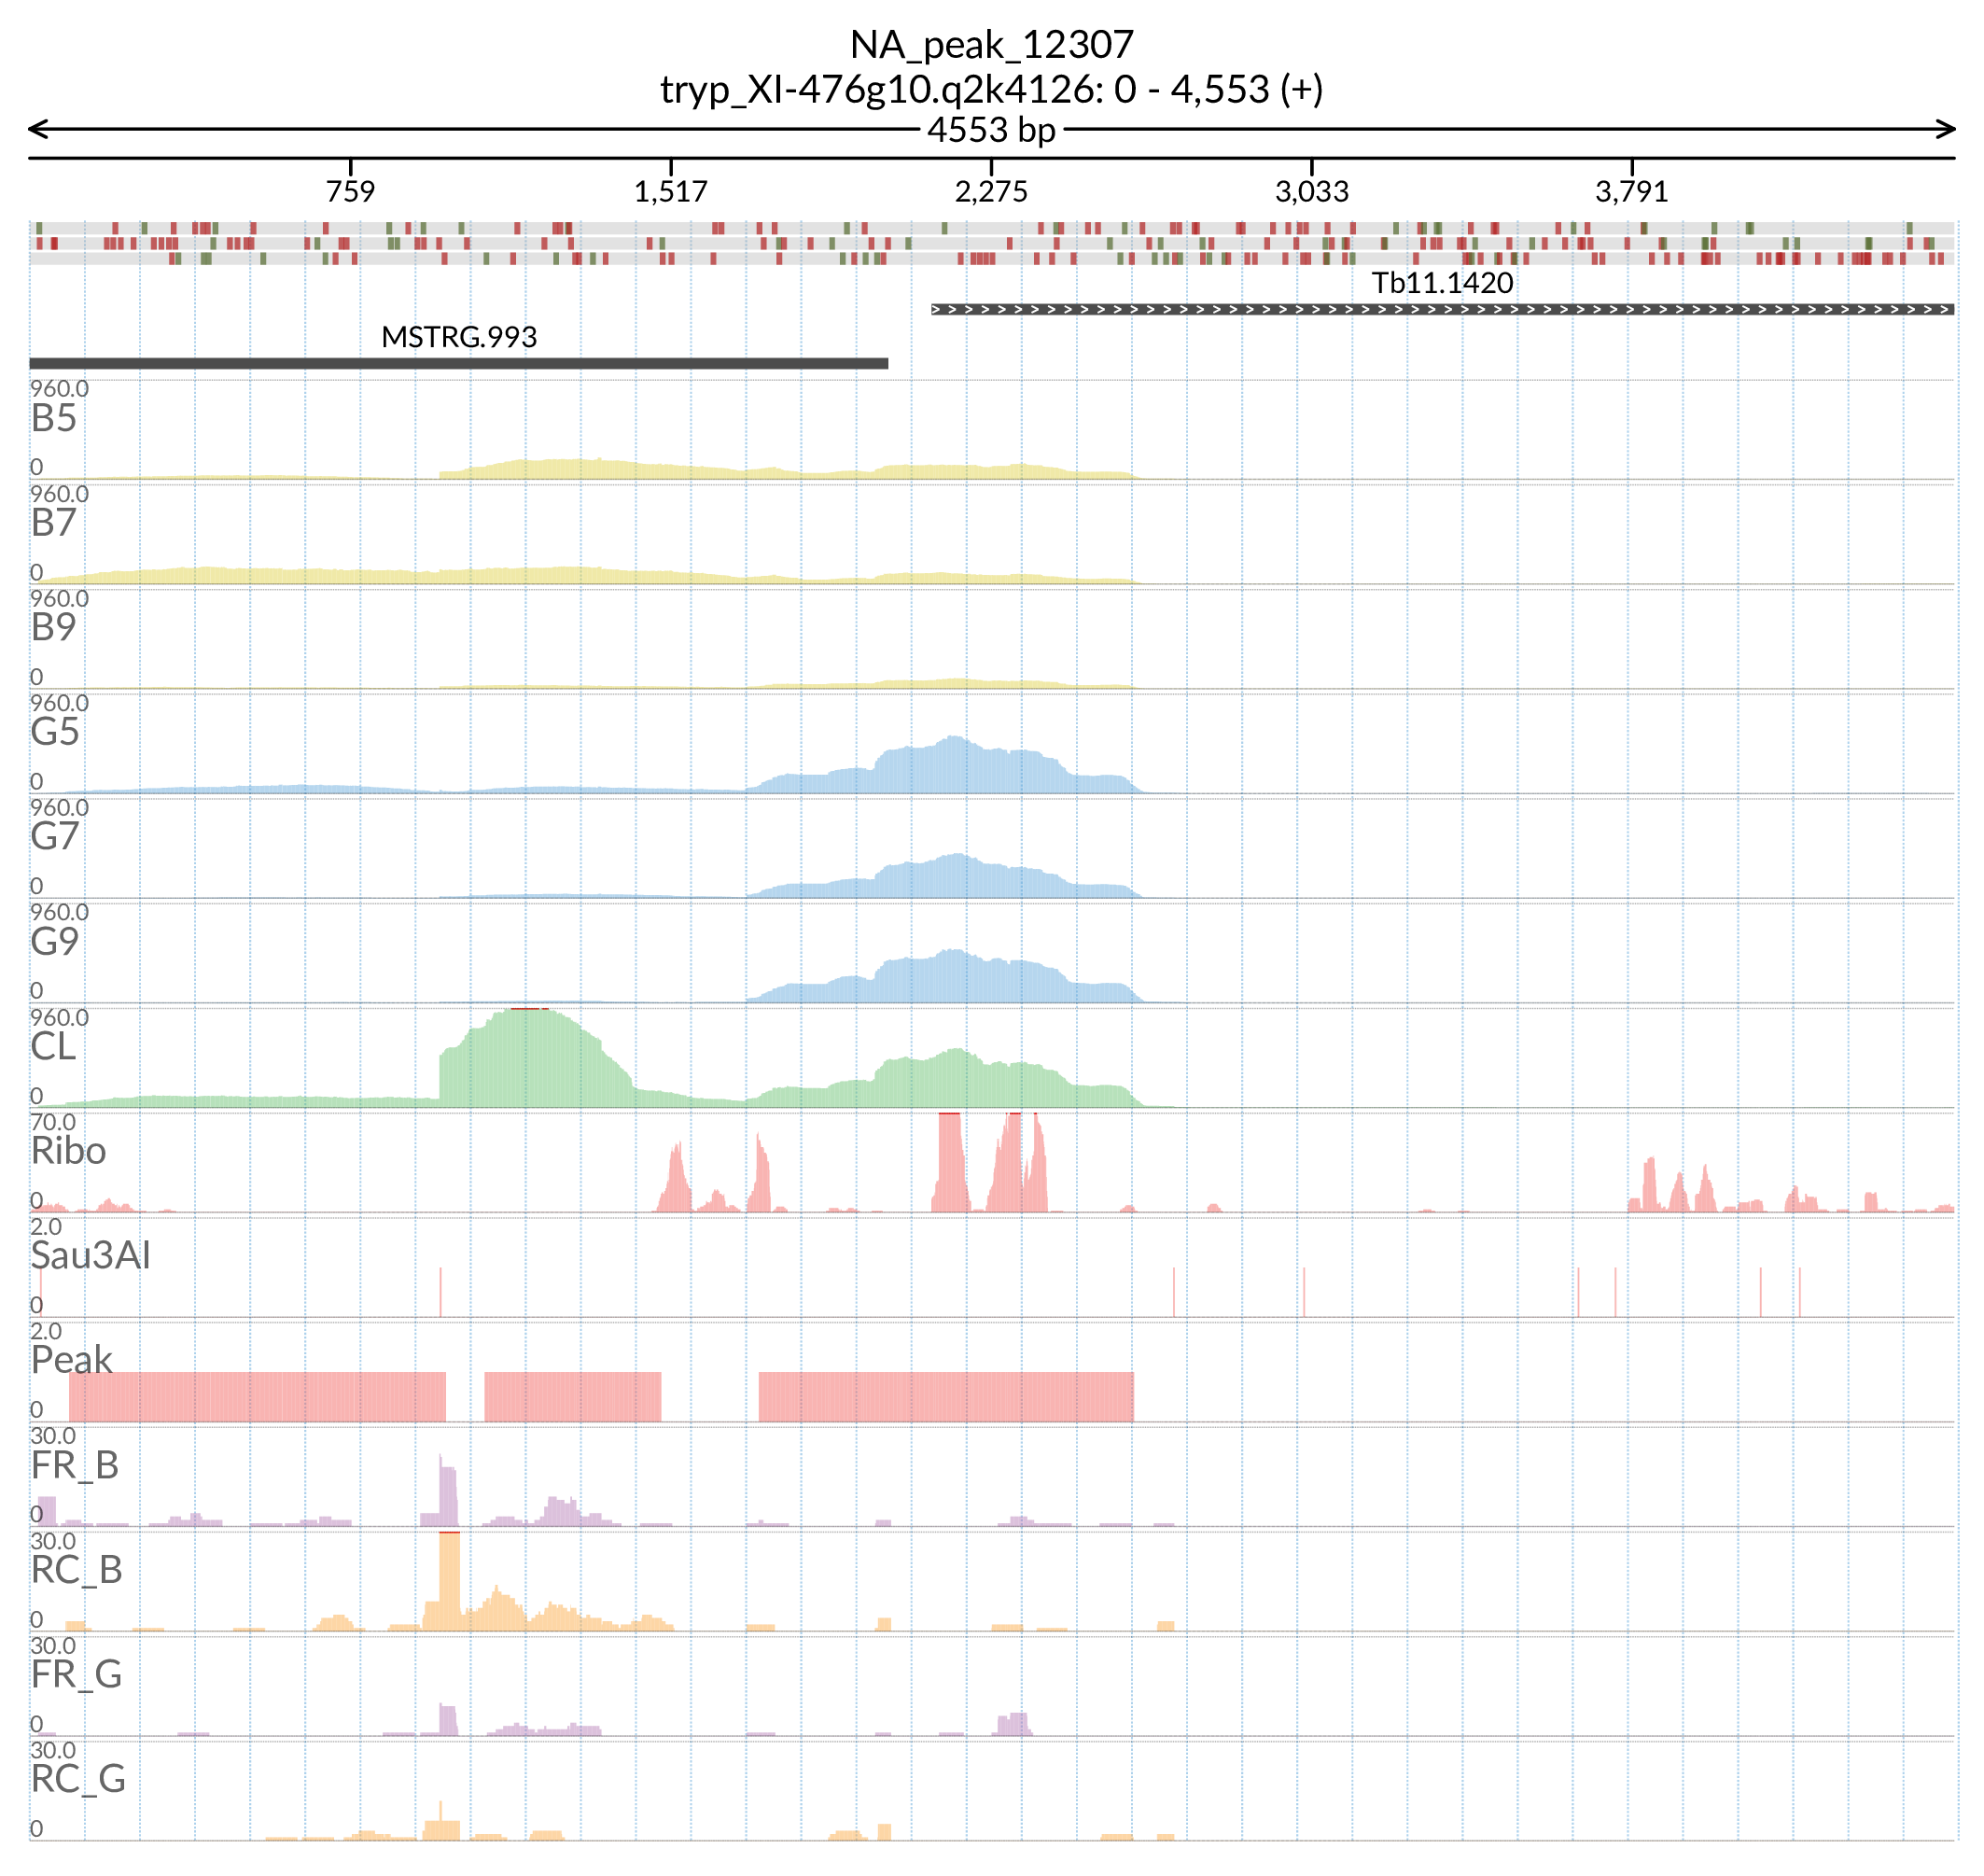 NA_peak_12307
tryp_XI-476g10.q2k4126: 0 - 4,553 (+)
4553 bp
759 1,517 2,275 3,033 3,791
Tb11.1420
MSTRG.993
960.0
B5
0
960.0
B7
0
960.0
B9
0
960.0
G5
0
960.0
G7
0
960.0
G9
0
960.0
CL
0
70.0
Ribo
0
2.0
Sau3AI
0
2.0
Peak
0
30.0
FR_B
0
30.0
RC_B
0
30.0
FR_G
0
30.0
RC_G
0